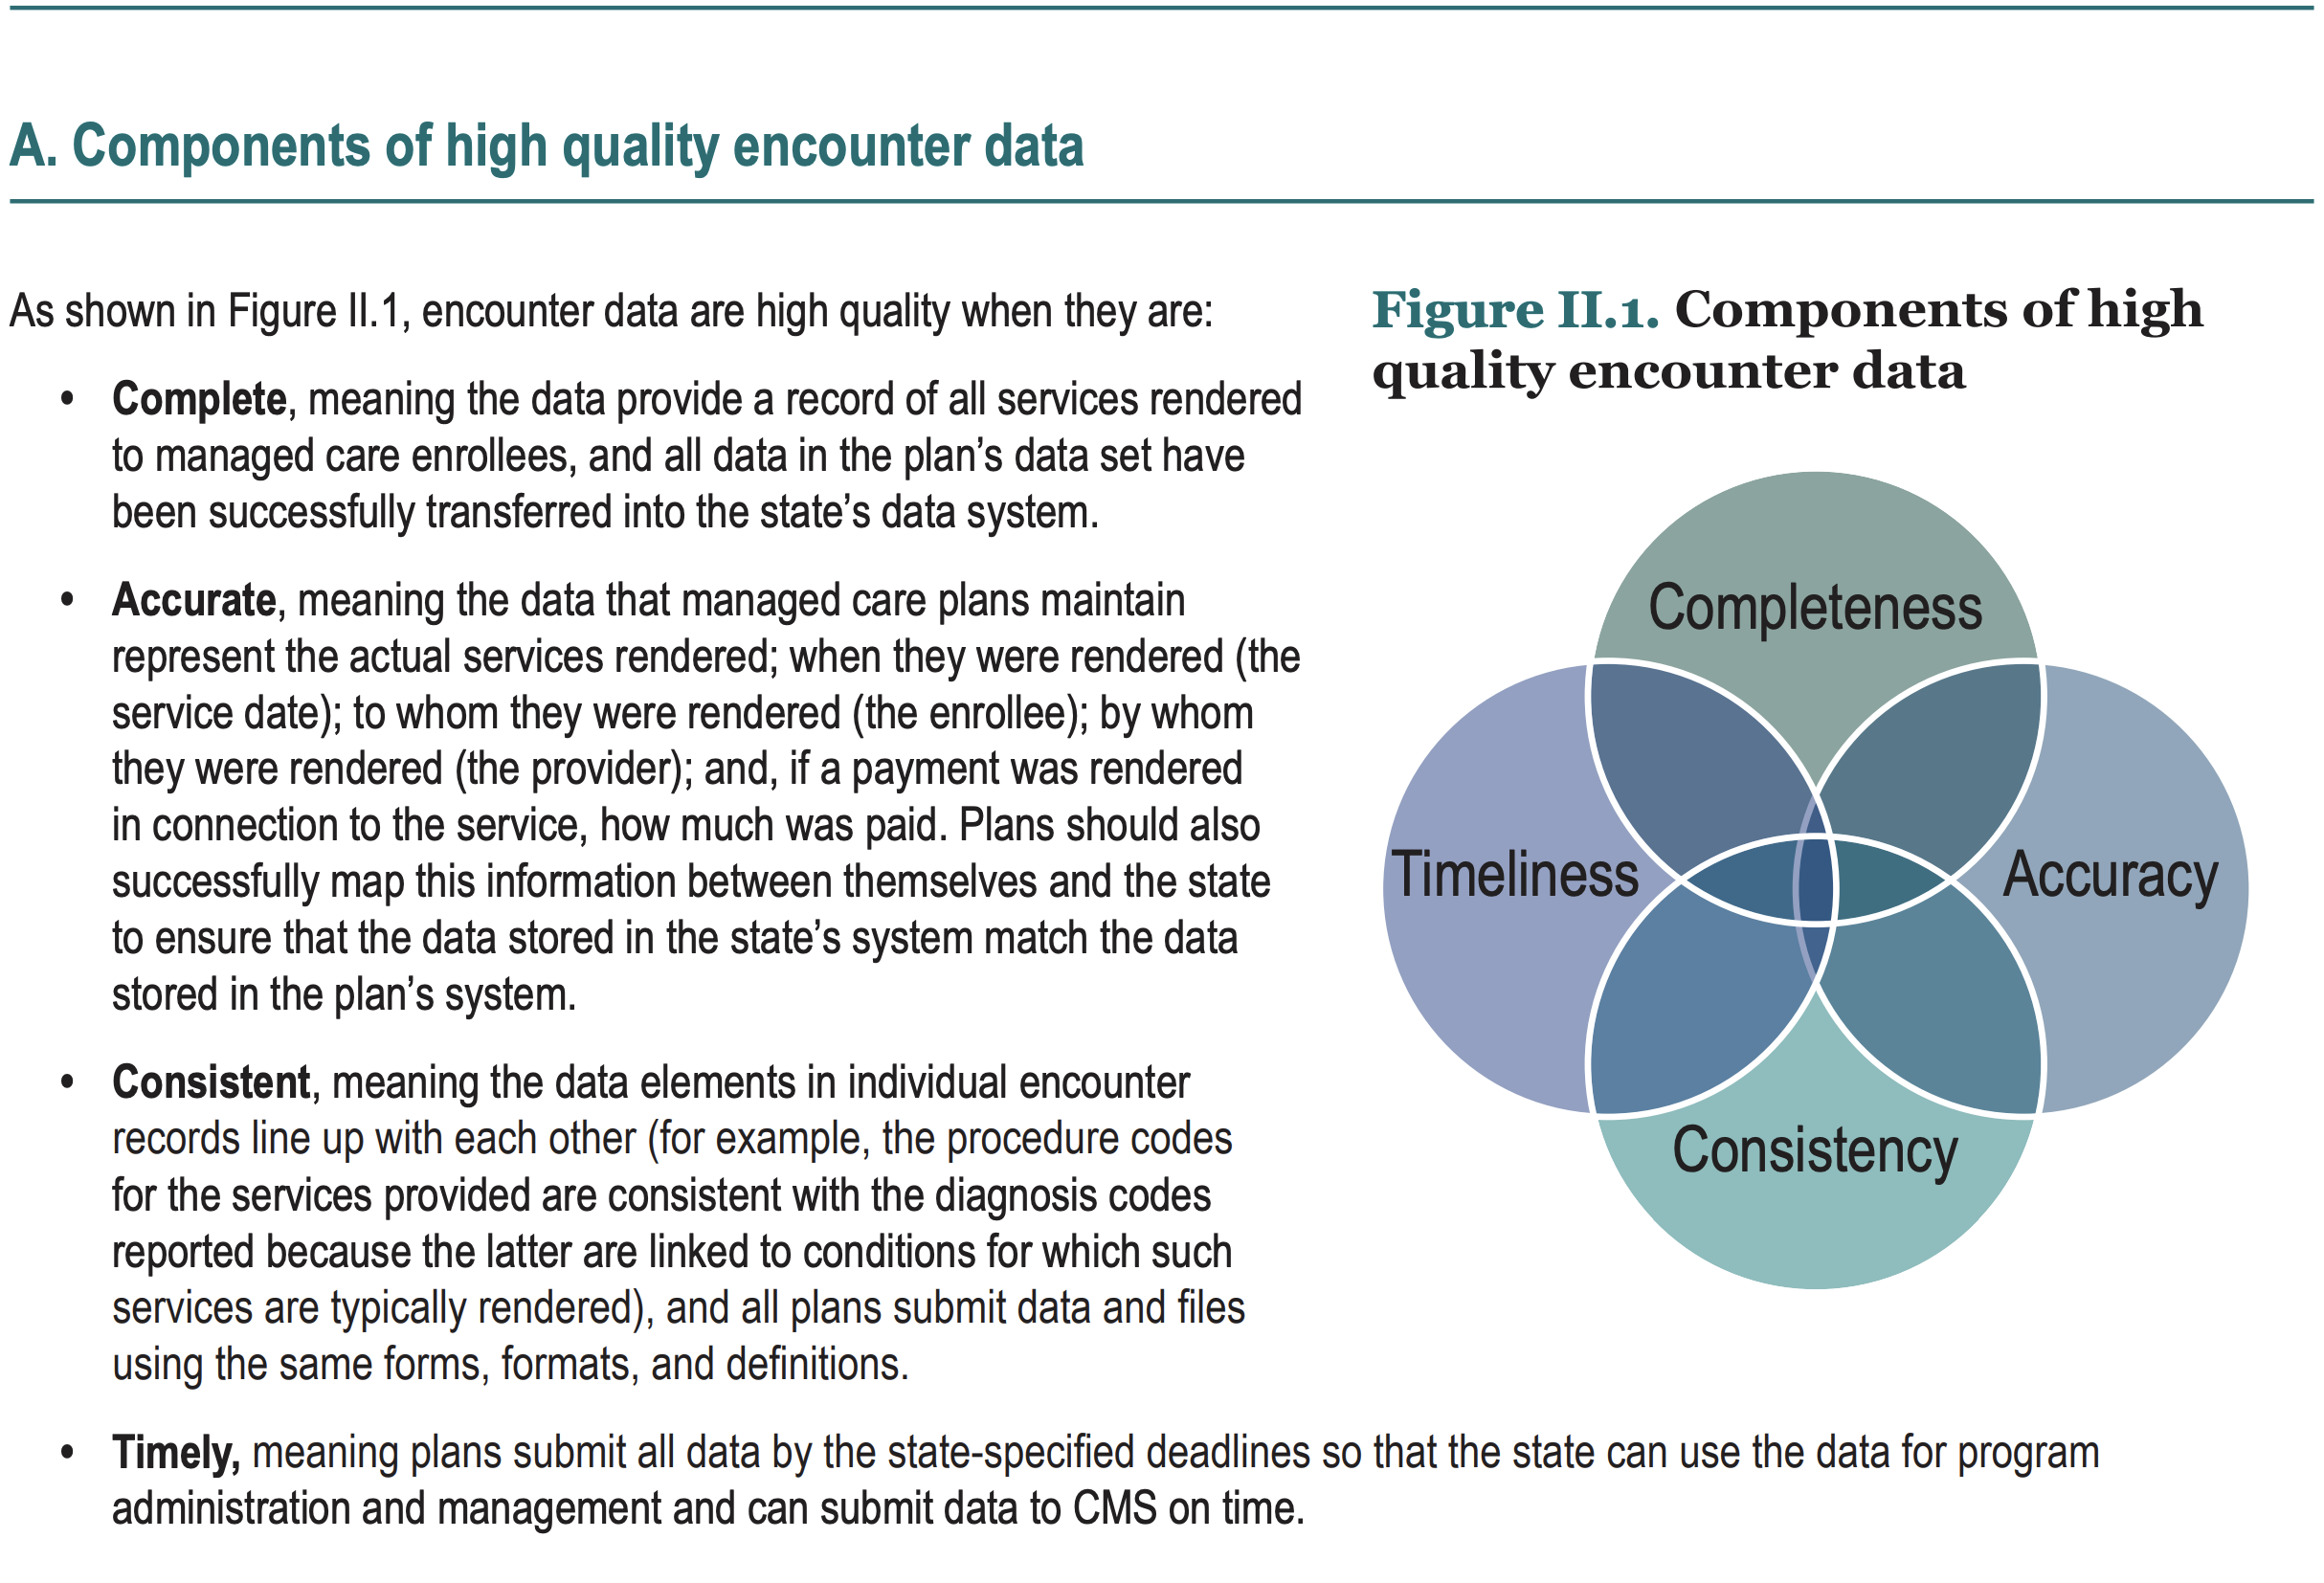 A. Components of high quality encounter data
As shown in Figure II.1, encounter data are high quality when they are:
• Complete, meaning the data provide a record of all services rendered
to managed care enrollees, and all data in the plan’s data set have
been successfully transferred into the state’s data system.
• Accurate, meaning the data that managed care plans maintain
represent the actual services rendered; when they were rendered (the
service date); to whom they were rendered (the enrollee); by whom
they were rendered (the provider); and, if a payment was rendered
in connection to the service, how much was paid. Plans should also
successfully map this information between themselves and the state
to ensure that the data stored in the state’s system match the data
stored in the plan’s system.
• Consistent, meaning the data elements in individual encounter
records line up with each other (for example, the procedure codes
for the services provided are consistent with the diagnosis codes
reported because the latter are linked to conditions for which such
services are typically rendered), and all plans submit data and files
using the same forms, formats, and definitions.
• Timely, meaning plans submit all data by the state-specified deadlines so that the state can use the data for program
administration and management and can submit data to CMS on time.
Figure II.1. Components of high
quality encounter data
Completeness
Timeliness
Accuracy
Consistency